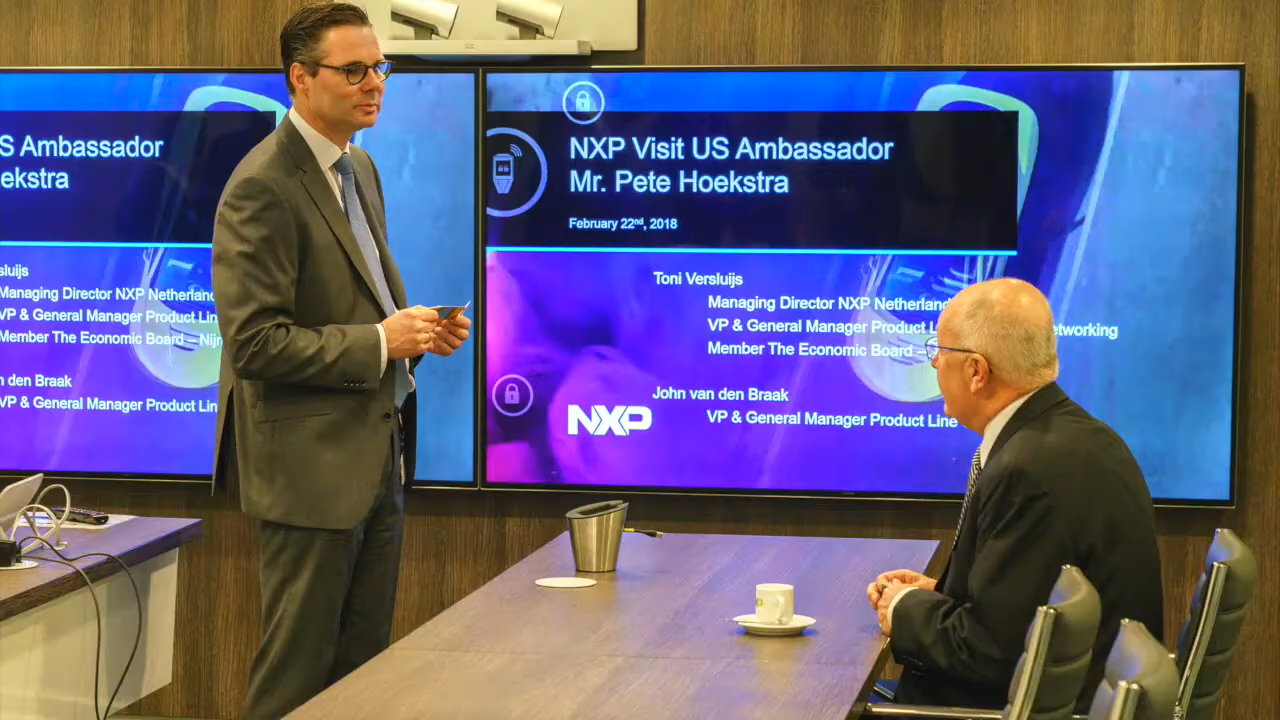 S Ambassador
ekstra
sluijs
Managing Director NXP Netherland
VP & General Manager Product Lin
Member The Economic Board – Nij
n den Braak
VP & General Manager Product Lin
NXP Visit US Ambassador
Mr. Pete Hoekstra
February 22nd, 2018
Toni Versluijs
Managing Director NXP Netherland
VP & General Manager Product L etworking
Member The Economic Board –
John van den Braak
VP & General Manager Product Line
NXP